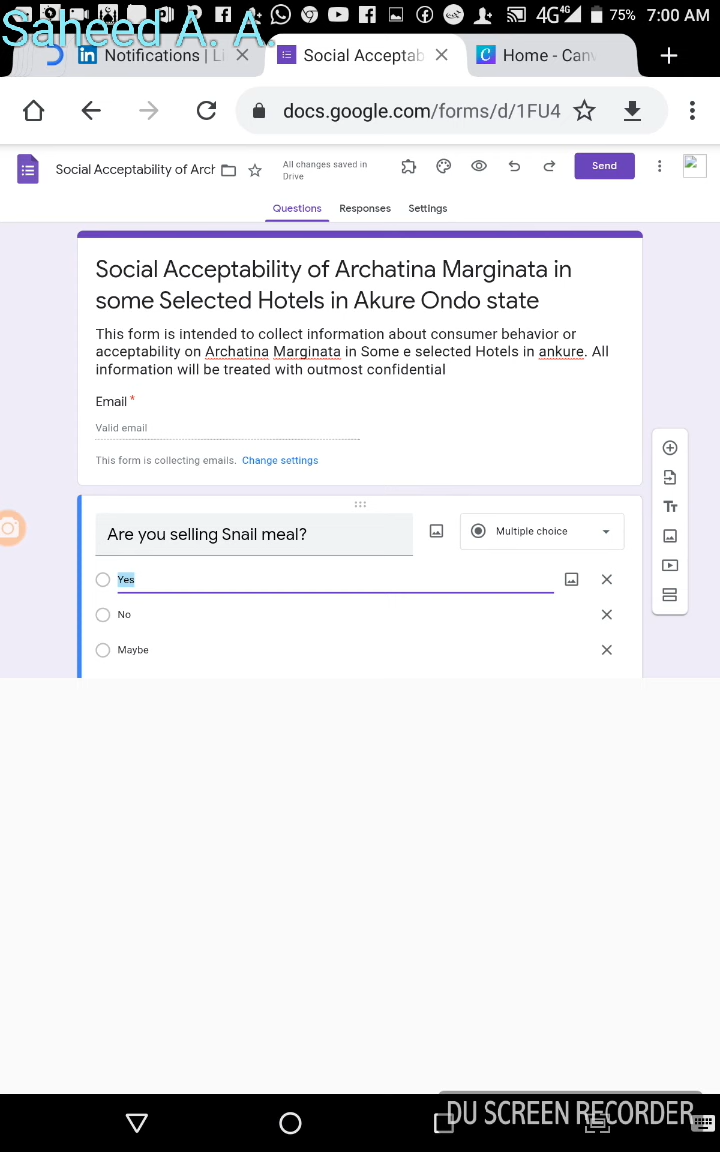 Saheed A. A.
4G 4G 75% 7:00 AM
Notifications | Li
Social Acceptab
Home - Canv
docs.google.com/forms/d/1FU4
Social Acceptability of Arch
All changes saved in
Drive
Send
Questions Responses Settings
Social Acceptability of Archatina Marginata in
some Selected Hotels in Akure Ondo state
This form is intended to collect information about consumer behavior or
acceptability on Archatina Marginata in Some e selected Hotels in ankure. All
information will be treated with outmost confidential
Email *
Valid email
This form is collecting emails. Change settings
Are you selling Snail meal?
Multiple choice
Yes
No
Maybe
DU SCREEN RECORDER